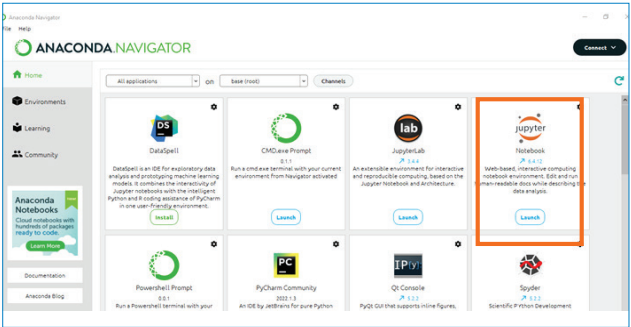 Anaconda Navigator
File Help
ANACONDA.NAVIGATOR
Connect
Home
All applications
on
base (root)
Channels
Environments
Learning
Community
DS
DataSpell
DataSpell is an IDE for exploratory data
analysis and prototyping machine learning
models. It combines the interactivity of
Jupyter notebooks with the intelligent
Python and R coding assistance of PyCharm
in one user-friendly environment.
Install
CMD.exe Prompt
0.1.1
Run a cmd.exe terminal with your current
environment from Navigator activated
Launch
lab
JupyterLab
3.4.4
An extensible environment for interactive
and reproducible computing, based on the
Jupyter Notebook and Architecture.
Launch
jupyter
Notebook
6.4.12
Web-based, interactive computing
notebook environment. Edit and run
human-readable docs while describing the
data analysis.
Launch
Anaconda
Notebooks
Cloud notebooks with
hundreds of packages
ready to code.
Learn More
Documentation
Anaconda Blog
Powershell Prompt
0.0.1
Run a Powershell terminal with your
PC
PyCharm Community
2022.1.3
An IDE by JetBrains for pure Python
IP[y]:
Qt Console
PyQt GUI that supports inline figures,
Spyder
Scientific PYthon Development